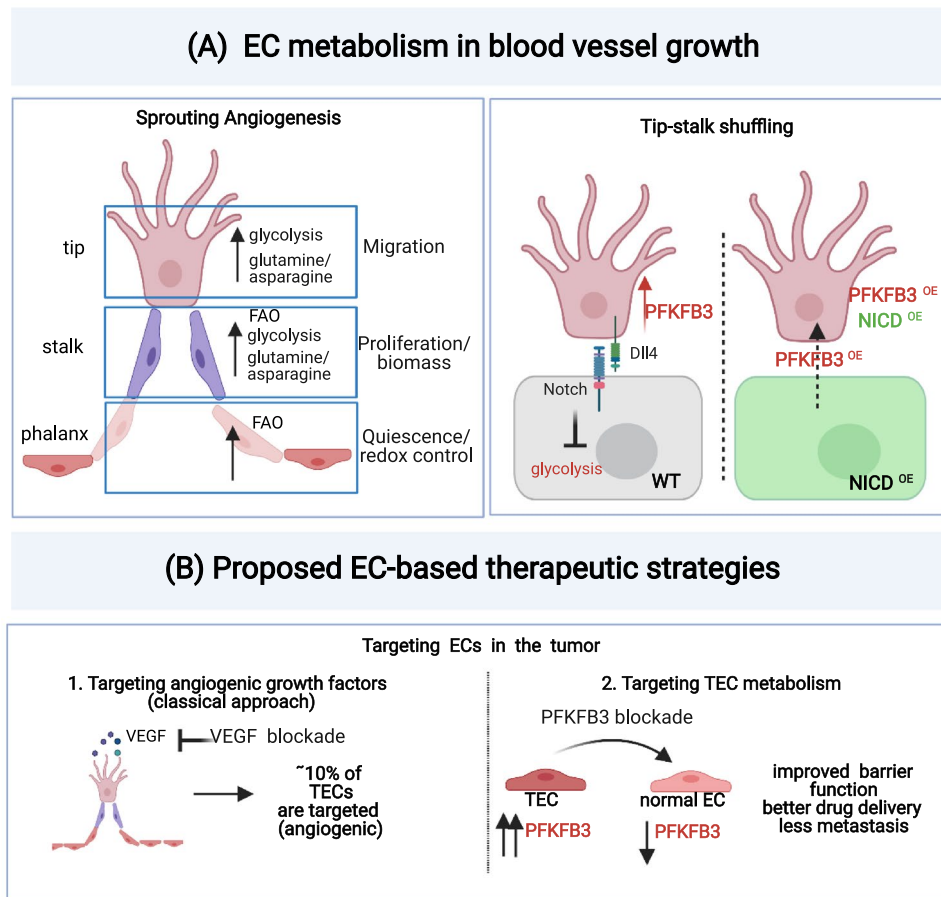 (A) EC metabolism in blood vessel growth
Sprouting Angiogenesis
tip
glycolysis
glutamine/
asparagine
Migration
stalk
FAO
glycolysis
glutamine/
asparagine
Proliferation/
biomass
phalanx
FAO
Quiescence/
redox control
Tip-stalk shuffling
PFKFB3
Dll4
Notch
glycolysis
WT
PFKFB3 OE
NICD OE
PFKFB3 OE
NICD OE
(B) Proposed EC-based therapeutic strategies
Targeting ECs in the tumor
1. Targeting angiogenic growth factors
(classical approach)
VEGF
VEGF blockade
~10% of
TECs
are targeted
(angiogenic)
2. Targeting TEC metabolism
PFKFB3 blockade
TEC
PFKFB3
normal EC
PFKFB3
improved barrier
function
better drug delivery
less metastasis